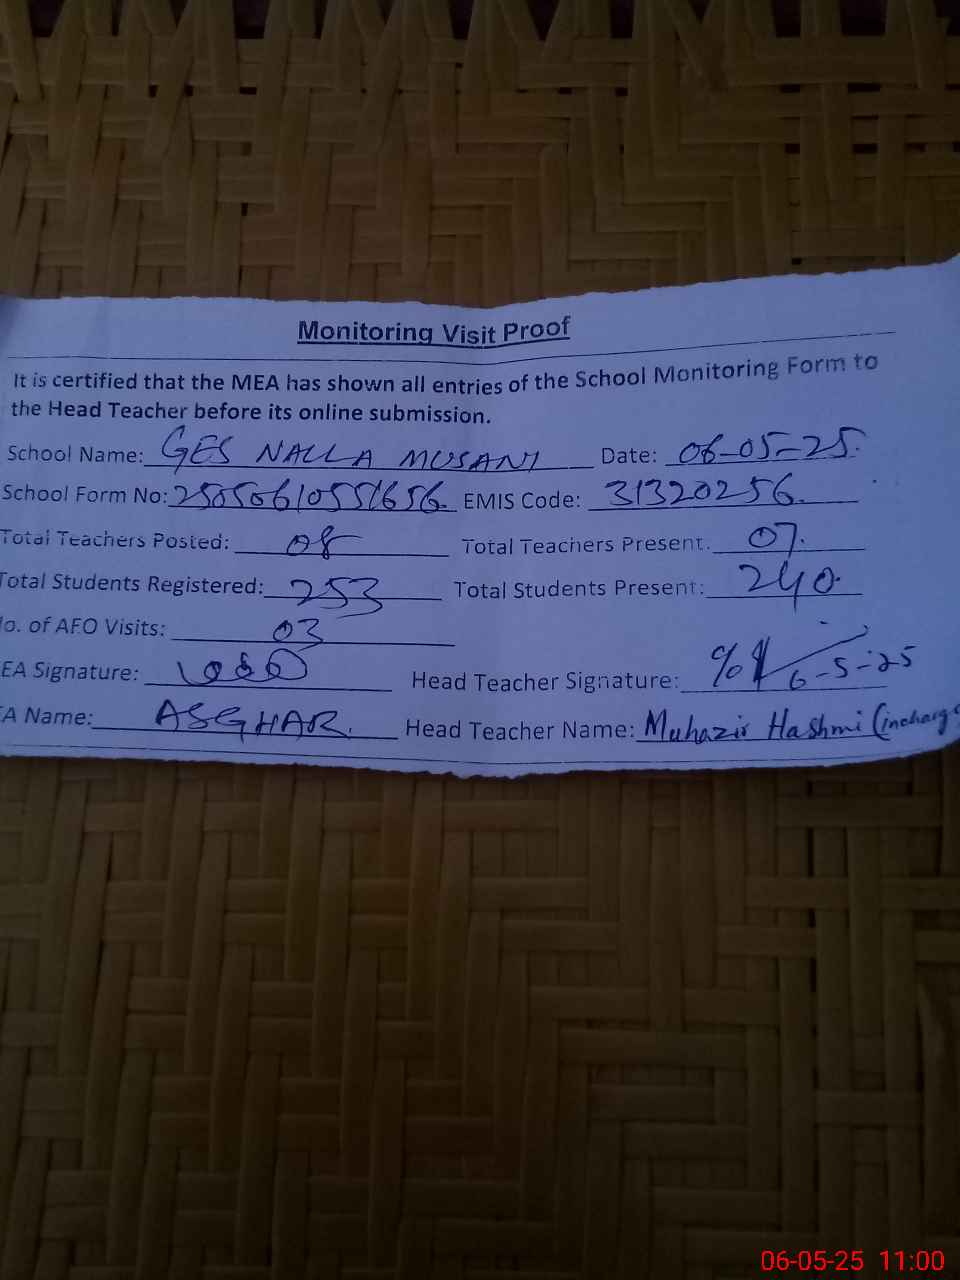 Monitoring Visit Proof
It is certified that the MEA has shown all entries of the School Monitoring Form to
the Head Teacher before its online submission.
School Name: GES NALLA MUSANI Date: 06-05-25.
School Form No: 25050610551656. EMIS Code: 31320256.
Total Teachers Posted: 08 Total Teachers Present: 07.
Total Students Registered: 253 Total Students Present: 240.
o. of AEO Visits: 03
EA Signature: Head Teacher Signature: 6-5-25
A Name: ASGHAR. Head Teacher Name: Muhazir Hashmi (incharge
06-05-25 11:00